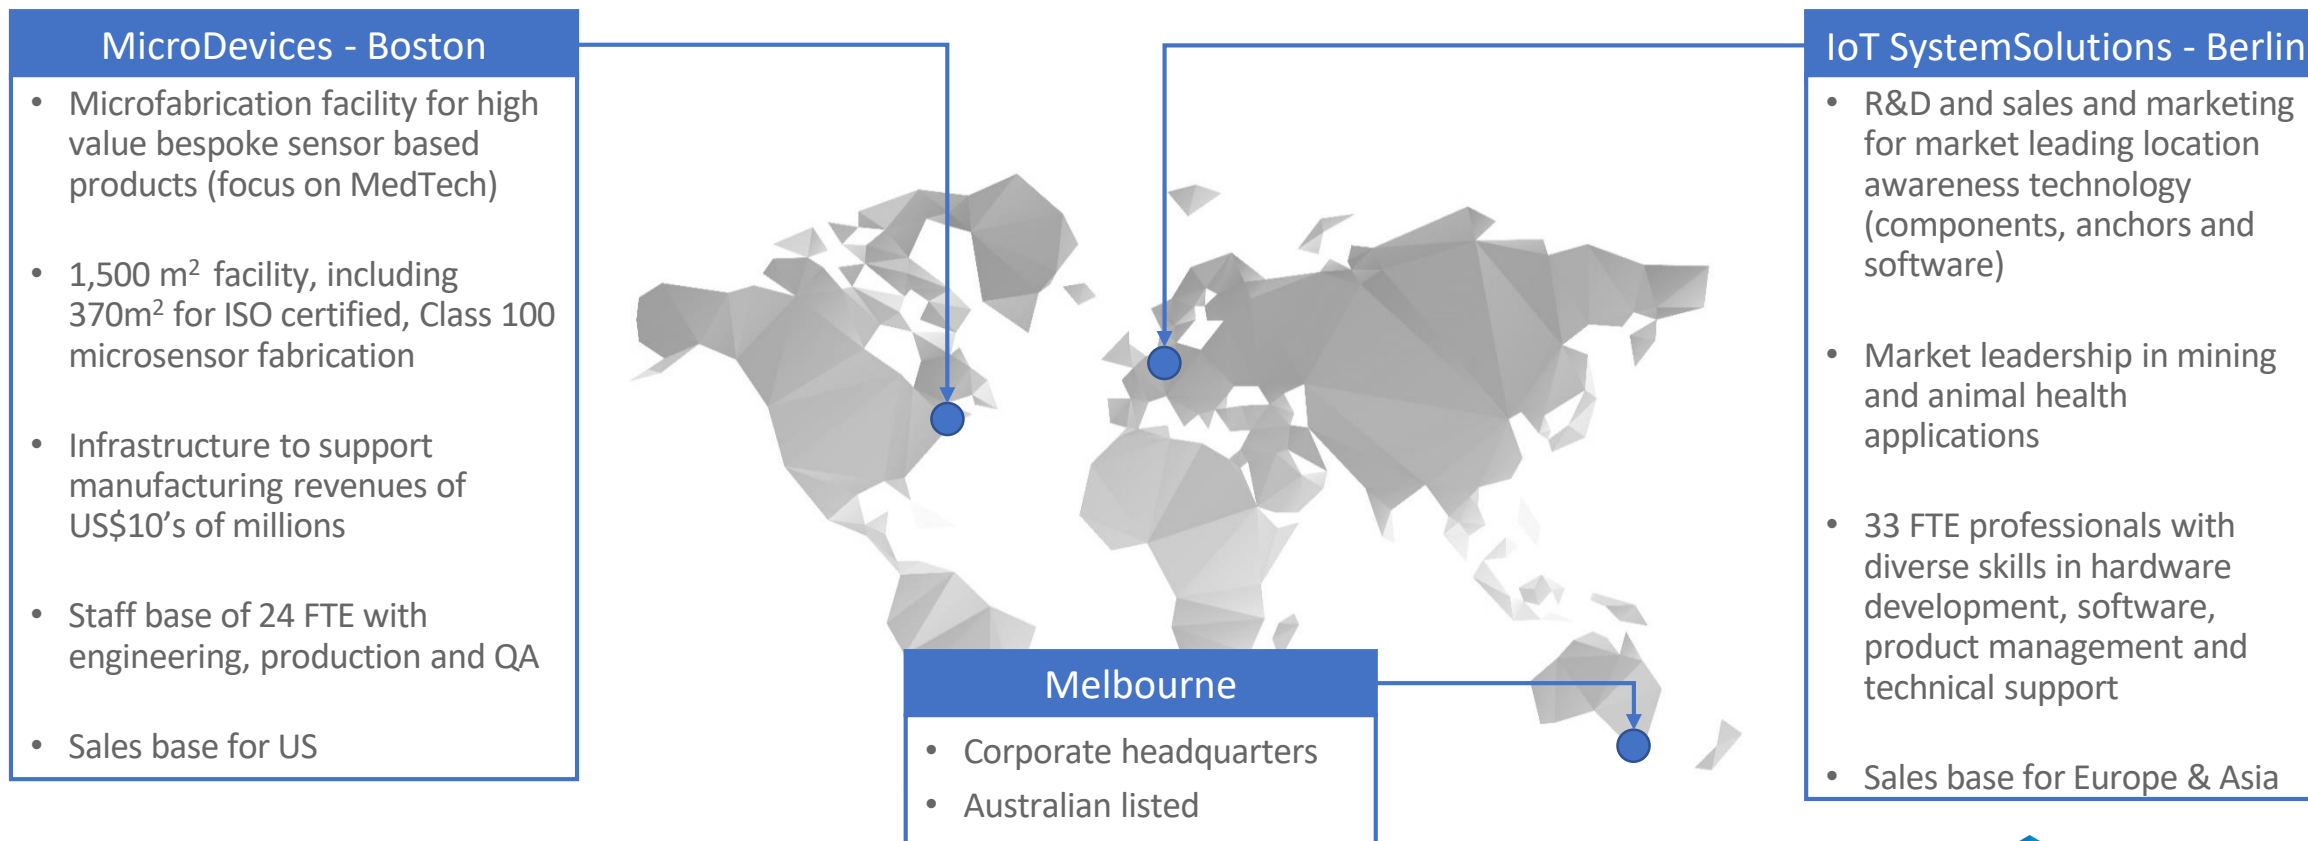 MicroDevices - Boston
• Microfabrication facility for high
value bespoke sensor based
products (focus on MedTech)
• 1,500 m² facility, including
370m² for ISO certified, Class 100
microsensor fabrication
• Infrastructure to support
manufacturing revenues of
US$10’s of millions
• Staff base of 24 FTE with
engineering, production and QA
• Sales base for US
Melbourne
• Corporate headquarters
• Australian listed
IoT SystemSolutions - Berlin
• R&D and sales and marketing
for market leading location
awareness technology
(components, anchors and
software)
• Market leadership in mining
and animal health
applications
• 33 FTE professionals with
diverse skills in hardware
development, software,
product management and
technical support
• Sales base for Europe & Asia